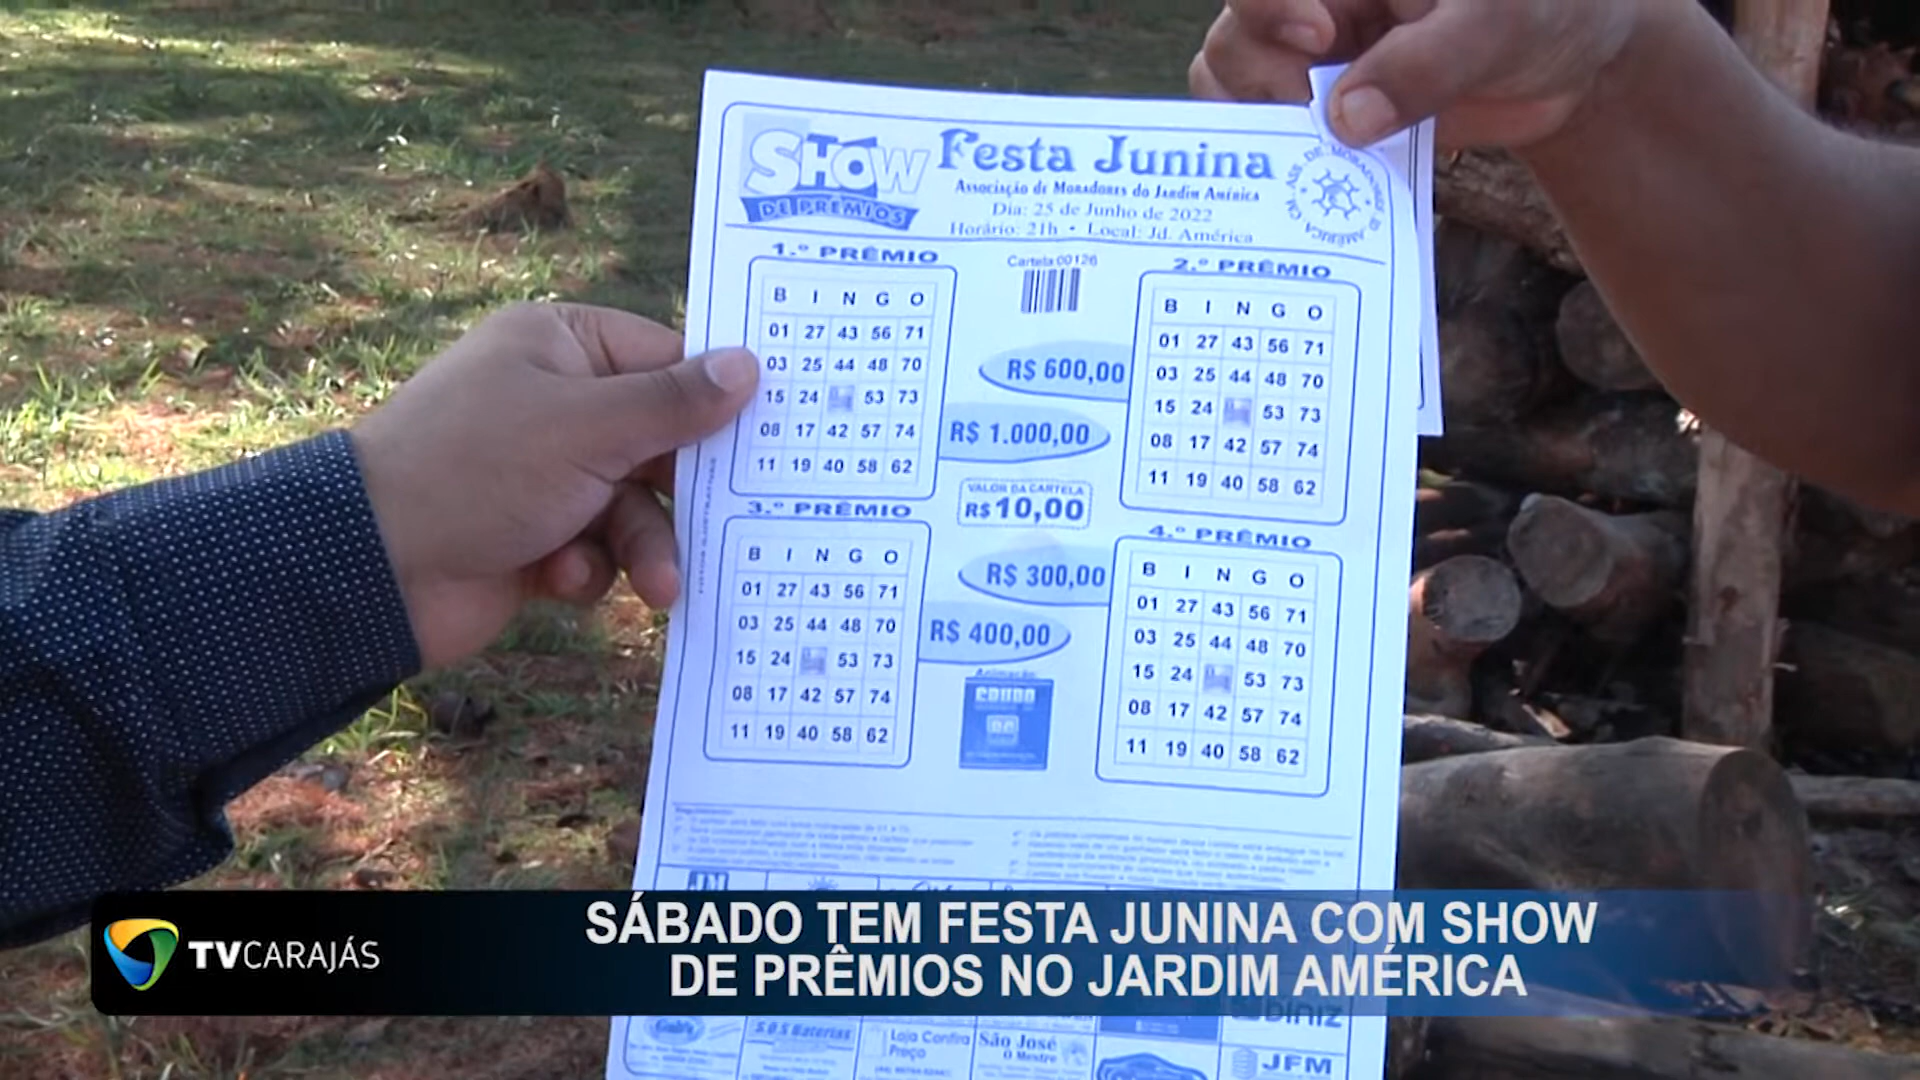 SHOW
DE PRÊMIOS
Festa Junina
Associação de Moradores do Jardim América
Dia: 25 de Junho de 2022
Horário: 21h • Local: Jd. América
1.º PRÊMIO
B I N G O
01 27 43 56 71
03 25 44 48 70
15 24 53 73
08 17 42 57 74
11 19 40 58 62
Cartela 00126
R$ 600,00
R$ 1.000,00
VALOR DA CARTELA
R$ 10,00
2.º PRÊMIO
B I N G O
01 27 43 56 71
03 25 44 48 70
15 24 53 73
08 17 42 57 74
11 19 40 58 62
3.º PRÊMIO
B I N G O
01 27 43 56 71
03 25 44 48 70
15 24 53 73
08 17 42 57 74
11 19 40 58 62
R$ 300,00
R$ 400,00
Animação
4.º PRÊMIO
B I N G O
01 27 43 56 71
03 25 44 48 70
15 24 53 73
08 17 42 57 74
11 19 40 58 62
TVCARAJÁS
SÁBADO TEM FESTA JUNINA COM SHOW
DE PRÊMIOS NO JARDIM AMÉRICA
S.O.S Baterias
Loja Confira
Preço
São José
O Mestre
DINIZ
JFM